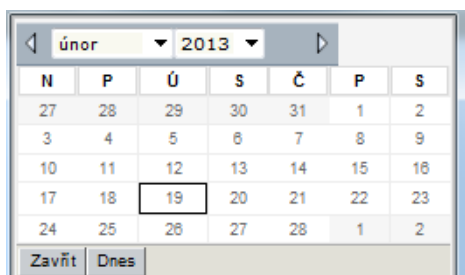 únor 2013
N P Ú S Č P S
27 28 29 30 31 1 2
3 4 5 6 7 8 9
10 11 12 13 14 15 16
17 18 19 20 21 22 23
24 25 26 27 28 1 2
Zavřít Dnes